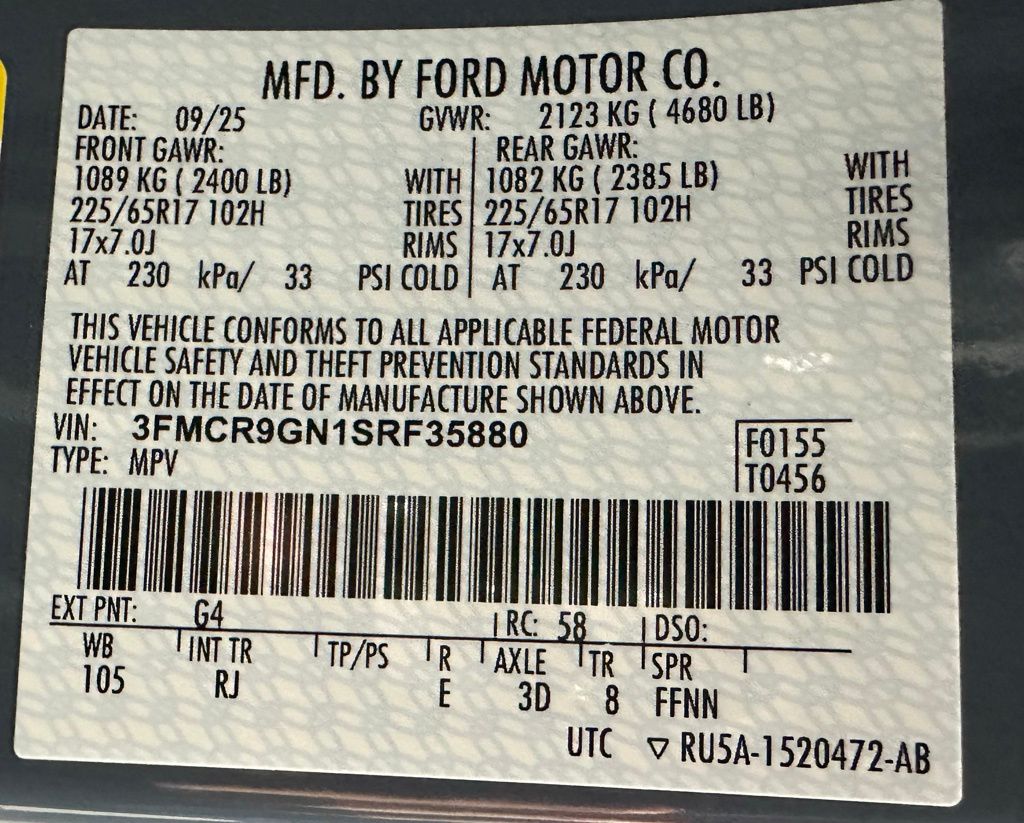 MFD. BY FORD MOTOR CO.
DATE: 09/25 GVWR: 2123 KG ( 4680 LB)
FRONT GAWR: REAR GAWR:
1089 KG ( 2400 LB) WITH 1082 KG ( 2385 LB) WITH
225/65R17 102H TIRES 225/65R17 102H TIRES
17x7.0J RIMS 17x7.0J RIMS
AT 230 kPa/ 33 PSI COLD AT 230 kPa/ 33 PSI COLD
THIS VEHICLE CONFORMS TO ALL APPLICABLE FEDERAL MOTOR
VEHICLE SAFETY AND THEFT PREVENTION STANDARDS IN
EFFECT ON THE DATE OF MANUFACTURE SHOWN ABOVE.
VIN: 3FMCR9GN1SRF35880 F0155
TYPE: MPV T0456
EXT PNT: G4 RC: 58 DSO:
WB INT TR TP/PS R AXLE TR SPR
105 RJ E 3D 8 FFNN
UTC ▽ RU5A-1520472-AB